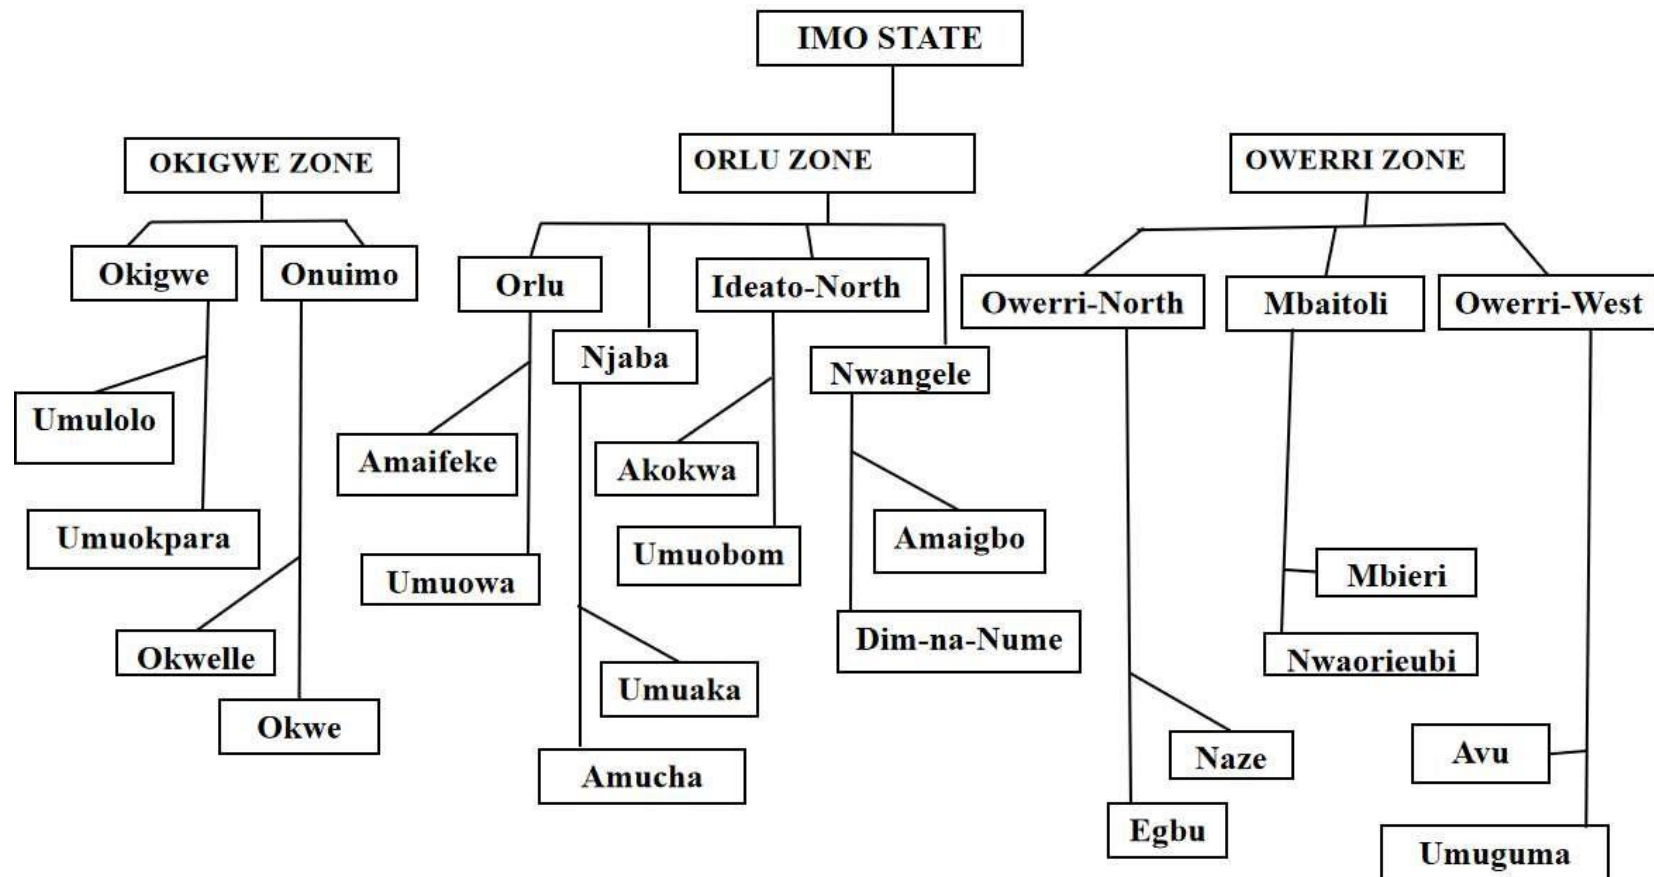 IMO STATE
OKIGWE ZONE
ORLU ZONE
OWERRI ZONE
Okigwe
Onuimo
Orlu
Ideato-North
Owerri-North
Mbaitoli
Owerri-West
Njaba
Nwangele
Umulolo
Amaifeke
Akokwa
Umuokpara
Umuobom
Amaigbo
Umuowa
Mbieri
Okwelle
Dim-na-Nume
Nwaorieubi
Umuaka
Okwe
Naze
Avu
Amucha
Egbu
Umuguma